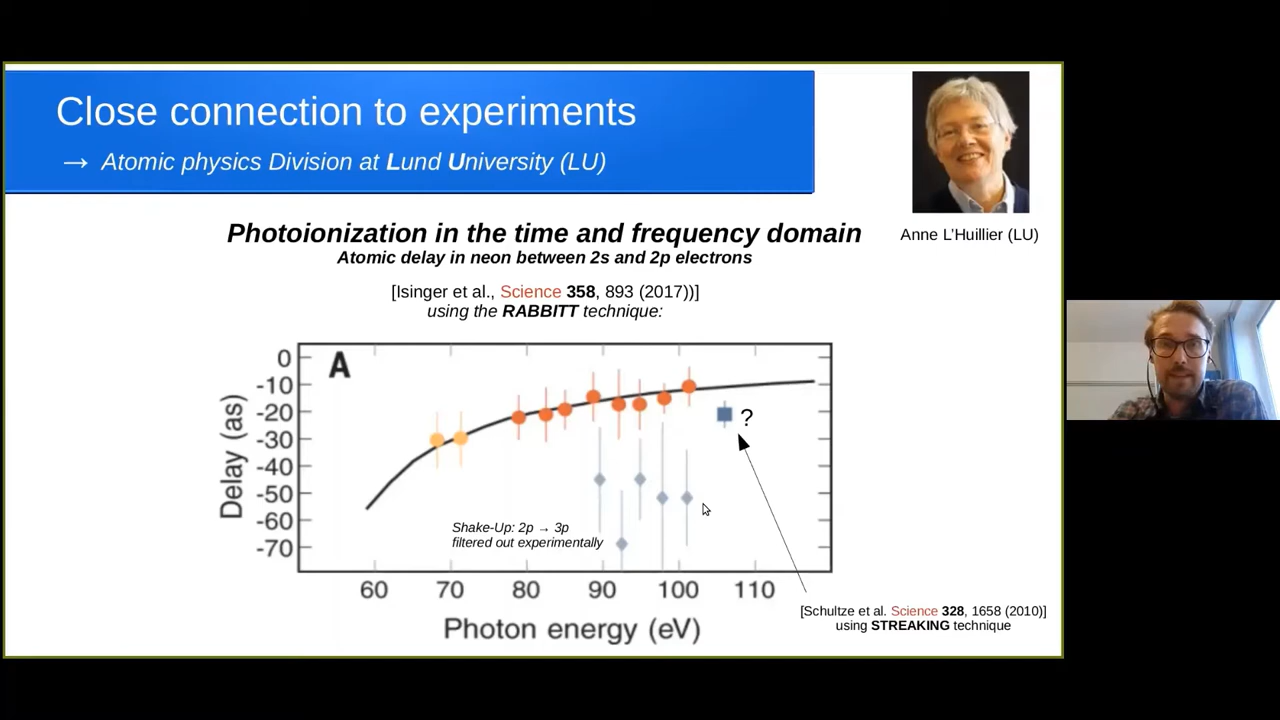 Close connection to experiments
→ Atomic physics Division at Lund University (LU)
Anne L'Huillier (LU)
Photoionization in the time and frequency domain
Atomic delay in neon between 2s and 2p electrons
[Isinger et al., Science 358, 893 (2017))]
using the RABBITT technique:
A
0
-10
-20
-30
-40
-50
-60
-70
Delay (as)
?
Shake-Up: 2p → 3p
filtered out experimentally
60 70 80 90 100 110
Photon energy (eV)
[Schultze et al. Science 328, 1658 (2010)]
using STREAKING technique